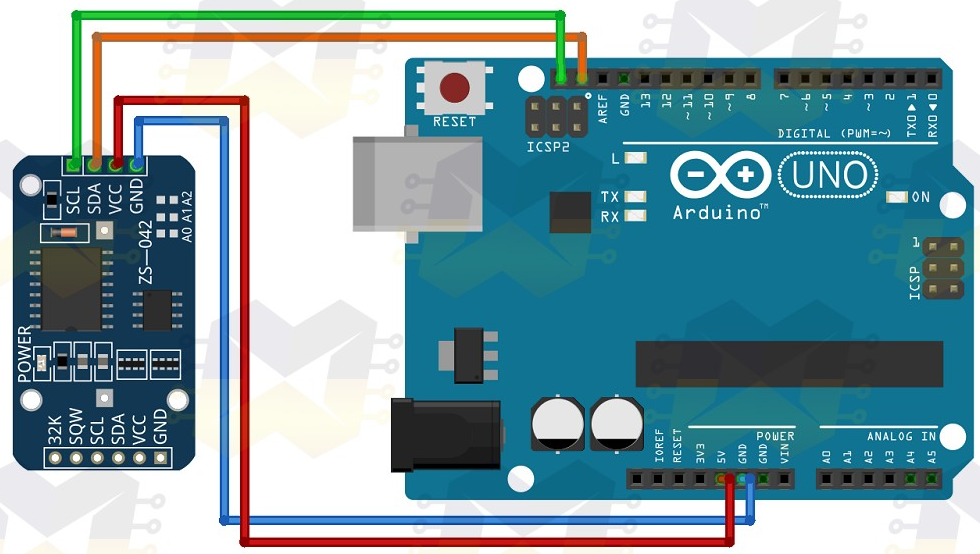 SCL
SDA
VCC
GND
A0 A1 A2
ZS-042
POWER
32K
SQW
SCL
SDA
VCC
GND
RESET
ICSP2
AREF
GND
13
12
~11
~10
~9
8
7
~6
~5
4
~3
2
TX0▶1
RX0◀0
DIGITAL (PWM=~)
L
TX
RX
Arduino™
UNO
ON
1
ICSP
IOREF
RESET
3V3
5V
GND
GND
VIN
POWER
ANALOG IN
A0
A1
A2
A3
A4
A5